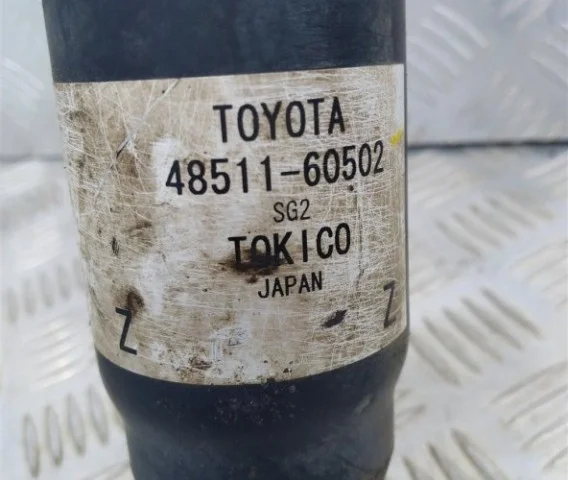 TOYOTA
48511-60502
SG2
TOKICO
JAPAN
Z Z